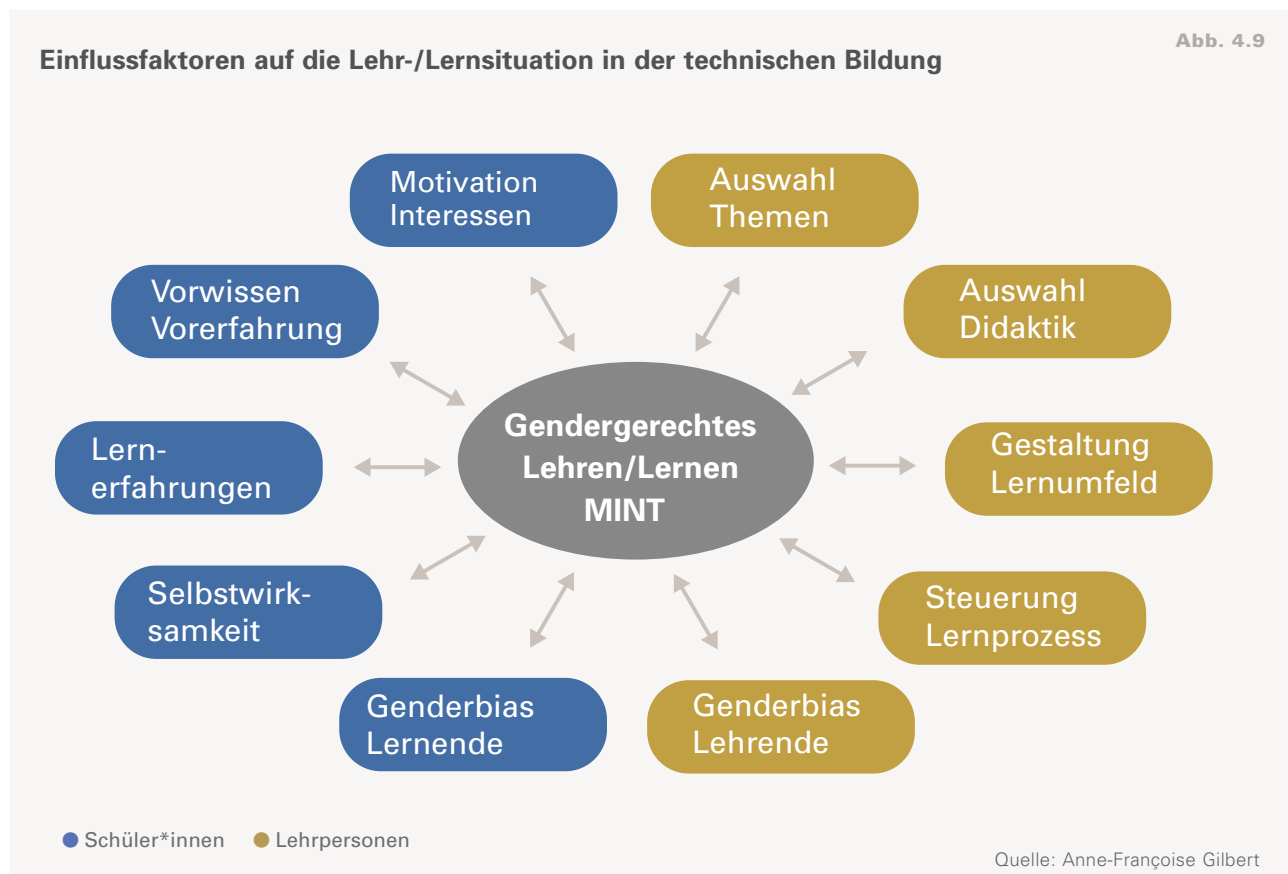 Abb. 4.9
Einflussfaktoren auf die Lehr-/Lernsituation in der technischen Bildung
Motivation
Interessen
Auswahl
Themen
Vorwissen
Vorerfahrung
Auswahl
Didaktik
Lern-
erfahrungen
Gendergerechtes
Lehren/Lernen
MINT
Gestaltung
Lernumfeld
Selbstwirk-
samkeit
Steuerung
Lernprozess
Genderbias
Lernende
Genderbias
Lehrende
Schüler*innen
Lehrpersonen
Quelle: Anne-Françoise Gilbert